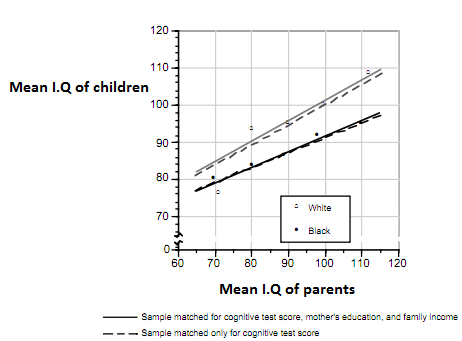 120
110
Mean I.Q of children
100
90
80
70
0
White
Black
60 70 80 90 100 110 120
Mean I.Q of parents
Sample matched for cognitive test score, mother's education, and family income
Sample matched only for cognitive test score